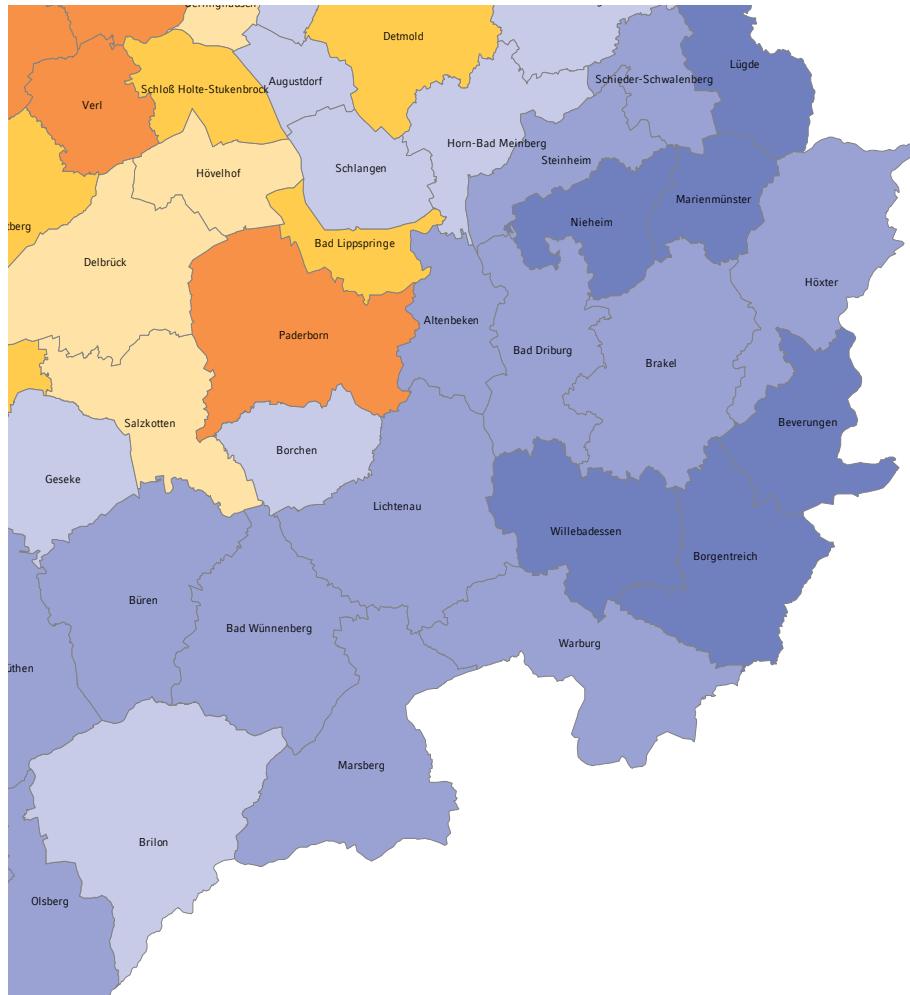 Detmold
Lügde
Schieder-Schwalenberg
Augustdorf
Schloß Holte-Stukenbrock
Verl
Horn-Bad Meinberg
Steinheim
Schlangen
Hövelhof
Marienmünster
Nieheim
Bad Lippspringe
Delbrück
Höxter
Altenbeken
Paderborn
Bad Driburg
Brakel
Beverungen
Salzkotten
Borchen
Geseke
Lichtenau
Willebadessen
Borgentreich
Büren
Bad Wünnenberg
Warburg
üthen
Marsberg
Brilon
Olsberg